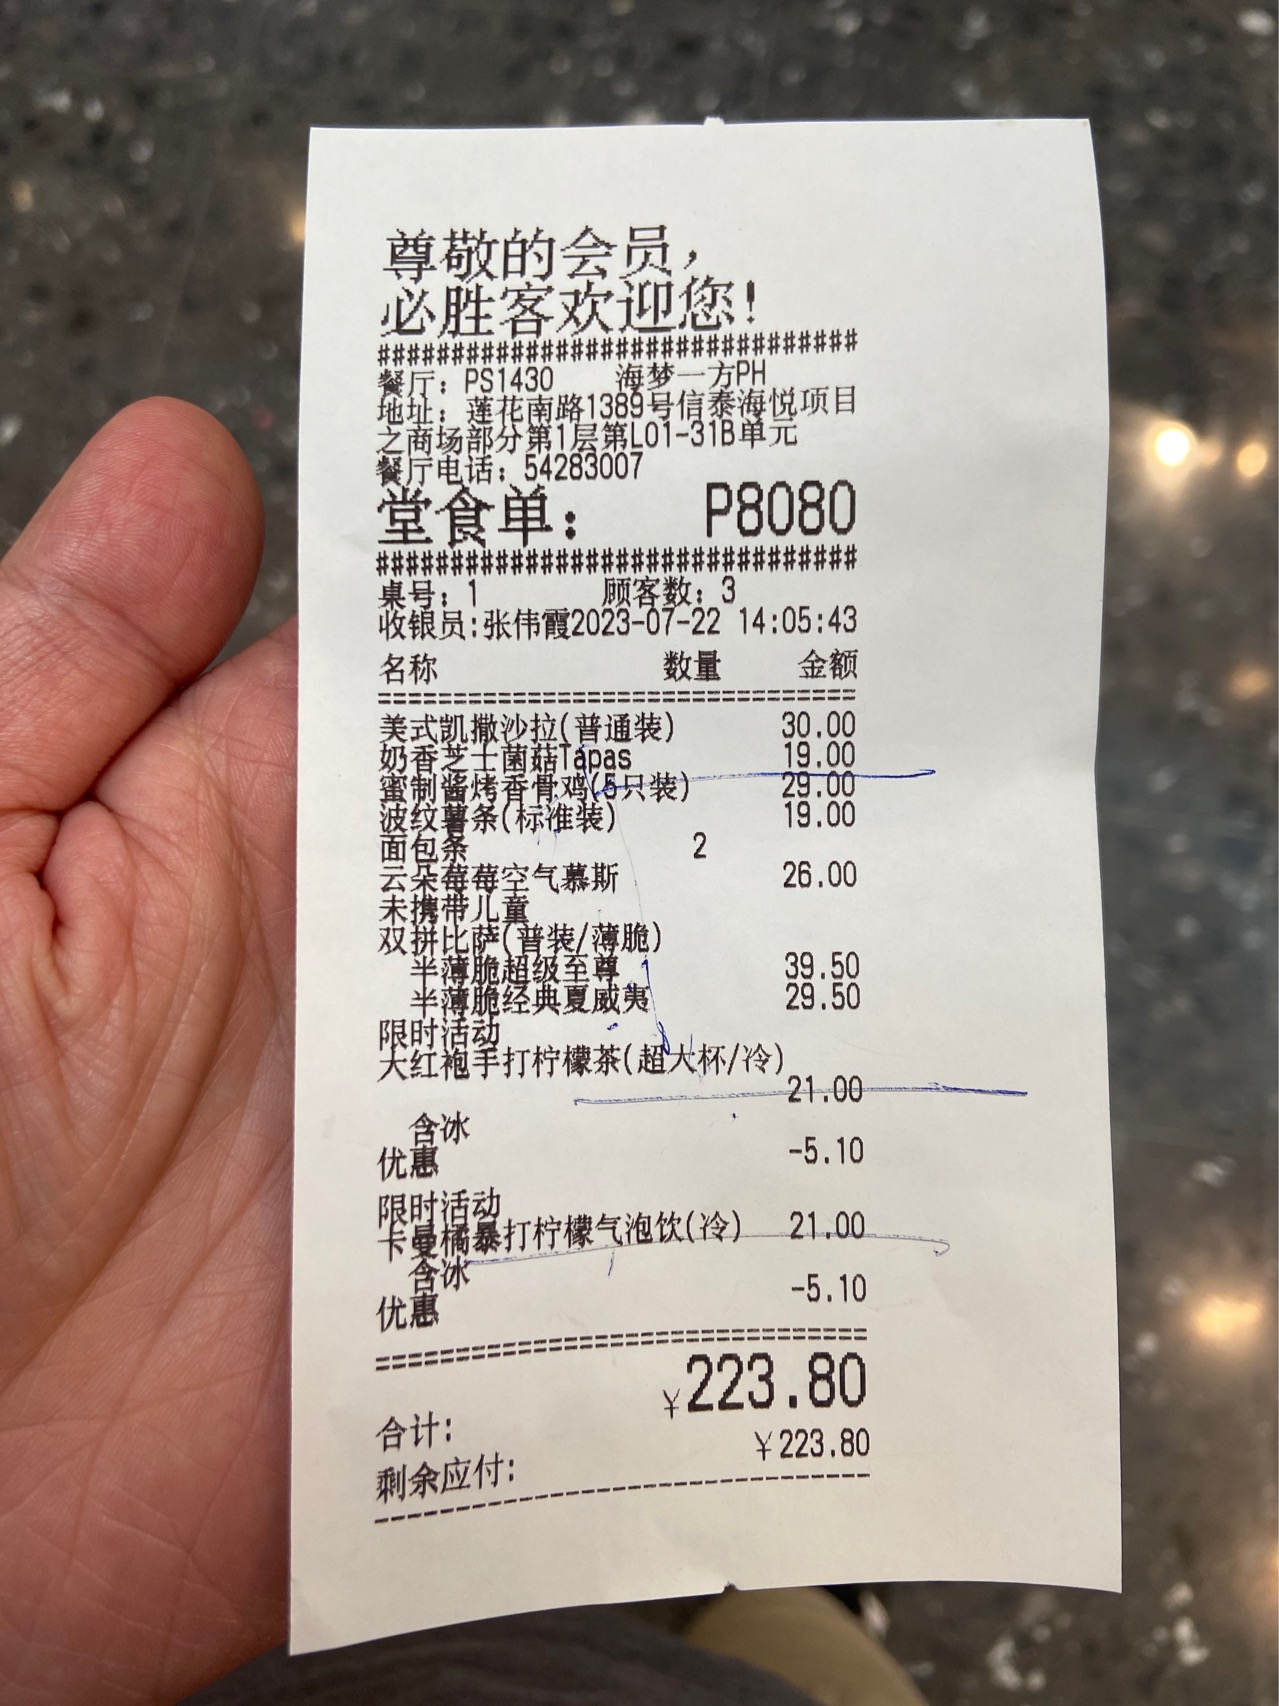 尊敬的会员，
必胜客欢迎您!
################################
餐厅: PS1430 海梦一方PH
地址: 莲花南路1389号信泰海悦项目
之商场部分第1层第L01-31B单元
餐厅电话: 54283007
堂食单: P8080
################################
桌号: 1 顾客数: 3
收银员:张伟霞2023-07-22 14:05:43
名称 数量 金额
================================
美式凯撒沙拉(普通装) 30.00
奶香芝士菌菇Tapas 19.00
蜜制酱烤香骨鸡(5只装) 29.00
波纹薯条(标准装) 19.00
面包条 2
云朵莓莓空气慕斯 26.00
未携带儿童
双拼比萨(普装/薄脆)
半薄脆超级至尊 39.50
半薄脆经典夏威夷 29.50
限时活动
大红袍手打柠檬茶(超大杯/冷)
21.00
含冰
优惠 -5.10
限时活动
卡曼橘暴打柠檬气泡饮(冷) 21.00
含冰
优惠 -5.10
================================
合计: ¥223.80
剩余应付: ¥223.80
--------------------------------